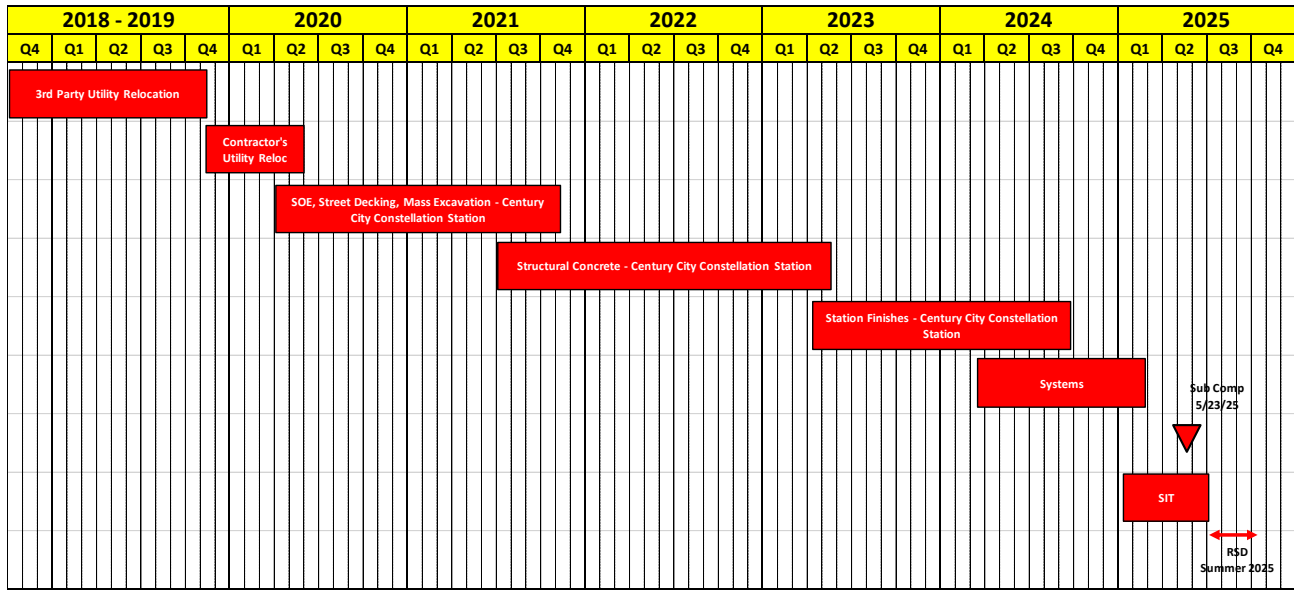 2018 - 2019 2020 2021 2022 2023 2024 2025
Q4 Q1 Q2 Q3 Q4 Q1 Q2 Q3 Q4 Q1 Q2 Q3 Q4 Q1 Q2 Q3 Q4 Q1 Q2 Q3 Q4 Q1 Q2 Q3 Q4 Q1 Q2 Q3 Q4
3rd Party Utility Relocation
Contractor's
Utility Reloc
SOE, Street Decking, Mass Excavation - Century
City Constellation Station
Structural Concrete - Century City Constellation Station
Station Finishes - Century City Constellation
Station
Systems
Sub Comp
5/23/25
SIT
RSD
Summer 2025